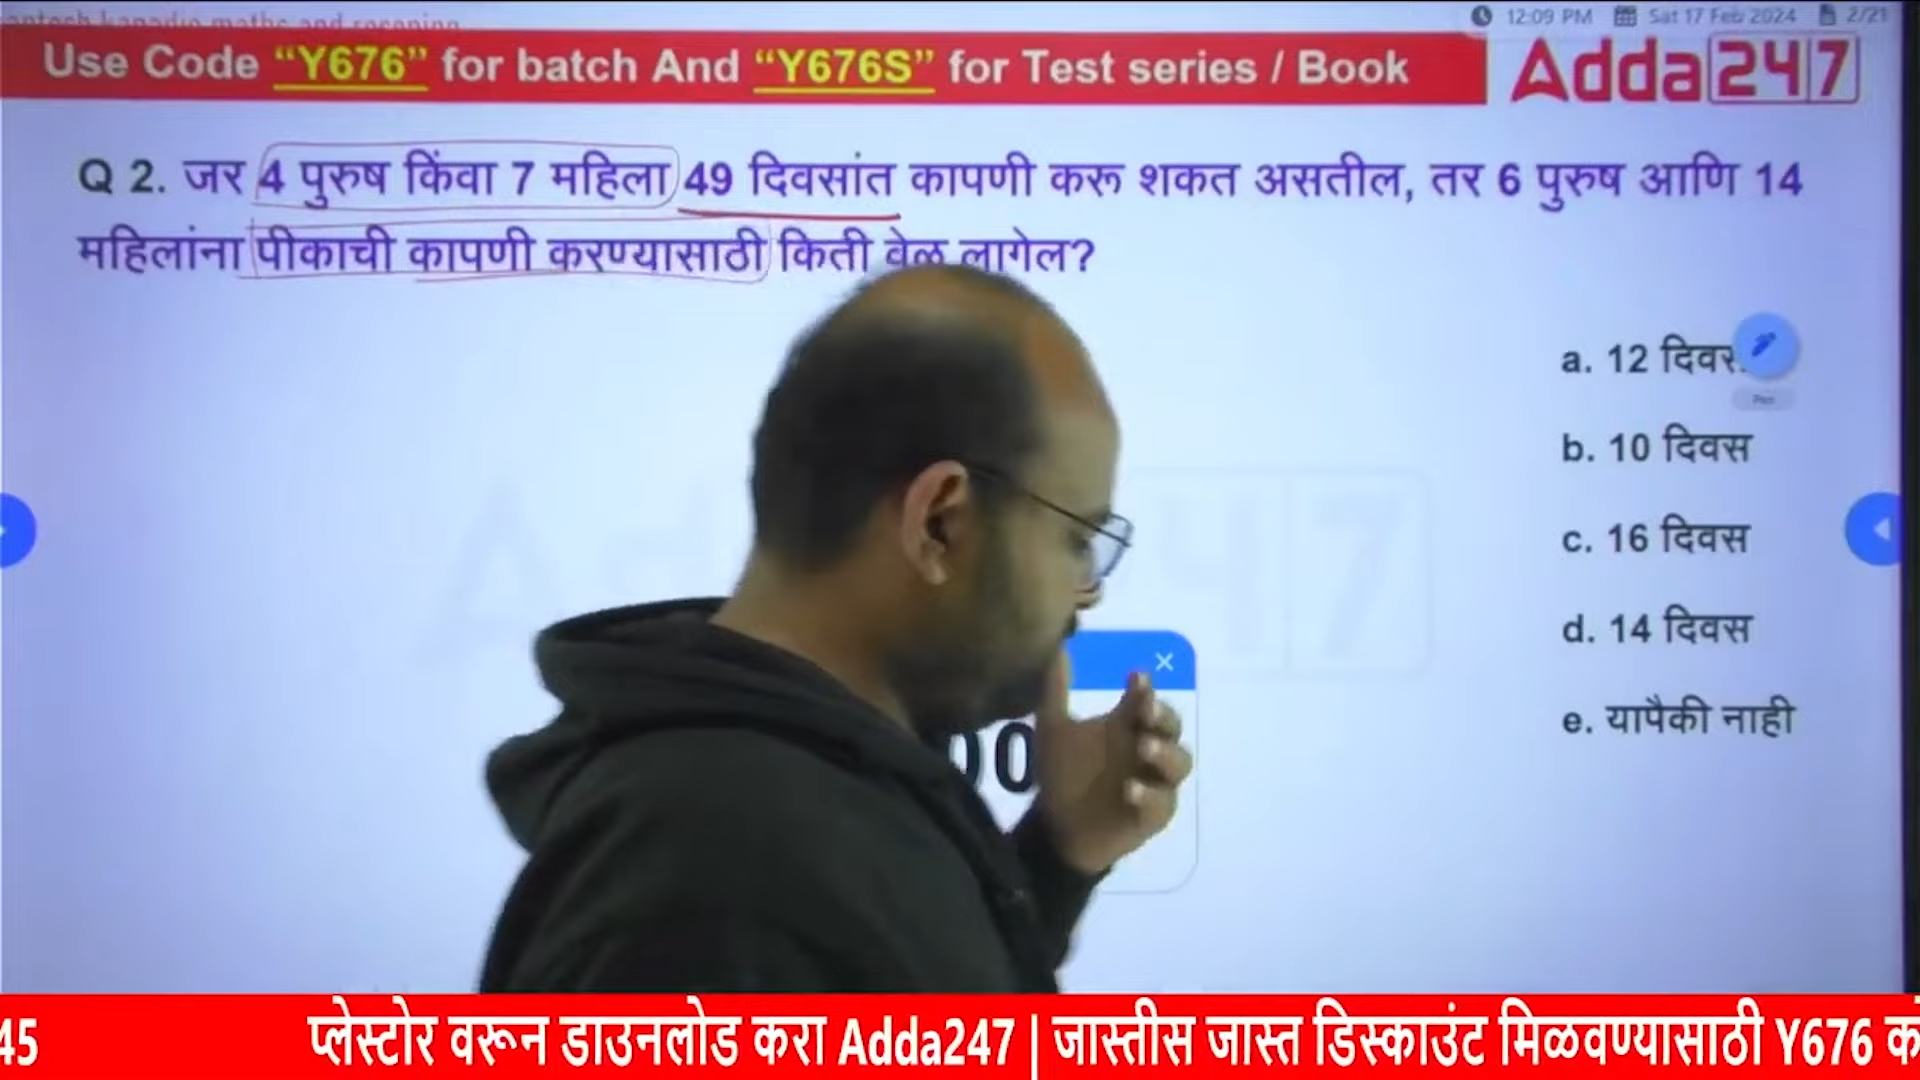 12:09 PM Sat 17 Feb 2024 2/21
Use Code “Y676” for batch And “Y676S” for Test series / Book
Adda247
Q 2. जर 4 पुरुष किंवा 7 महिला 49 दिवसांत कापणी करू शकत असतील, तर 6 पुरुष आणि 14
महिलांना पीकाची कापणी करण्यासाठी किती वेळ लागेल?
a. 12
b. 10 दिवस
c. 16 दिवस
d. 14 दिवस
e. यापैकी नाही
45 प्लेस्टोर वरून डाउनलोड करा Adda247 | जास्तीस जास्त डिस्काउंट मिळवण्यासाठी Y676